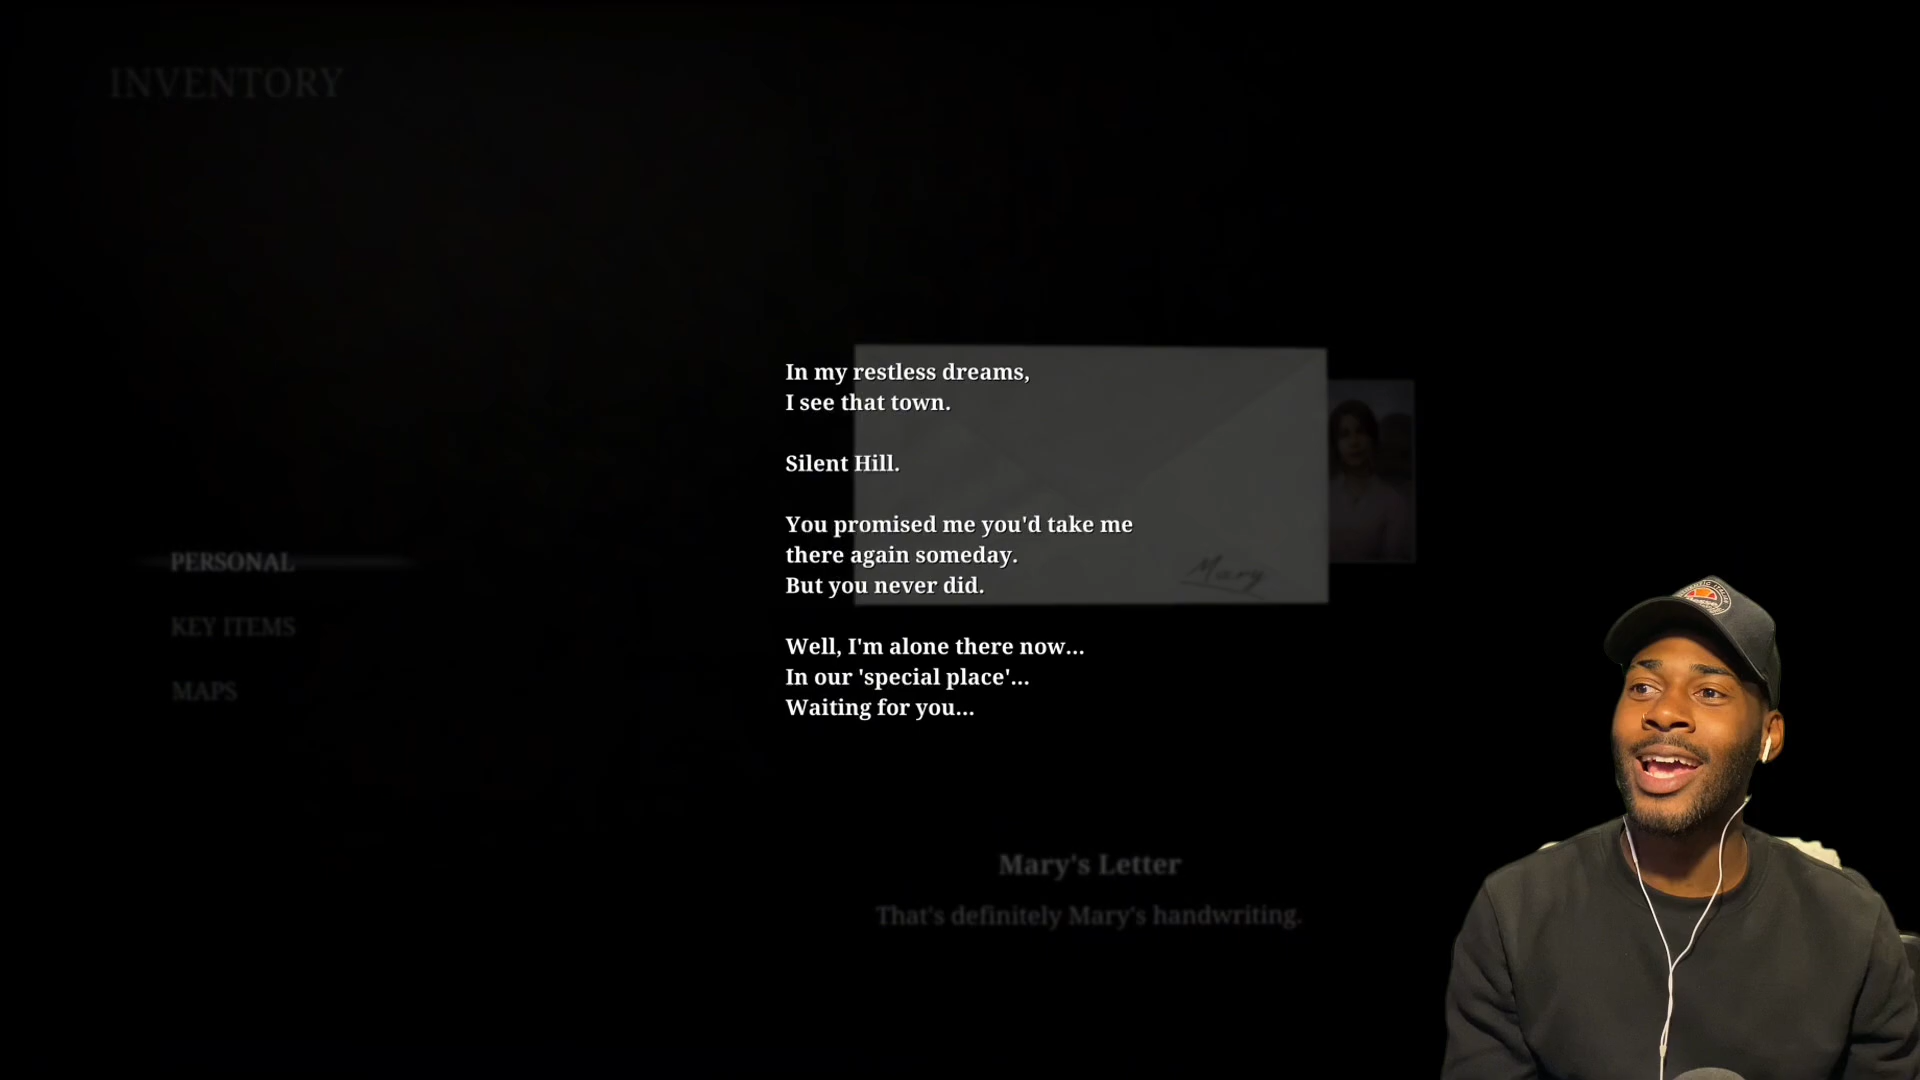 INVENTORY
In my restless dreams,
I see that town.
Silent Hill.
You promised me you'd take me
there again someday.
But you never did.
Well, I'm alone there now...
In our 'special place'...
Waiting for you...
Mary
PERSONAL
KEY ITEMS
MAPS
Mary's Letter
That's definitely Mary's handwriting.